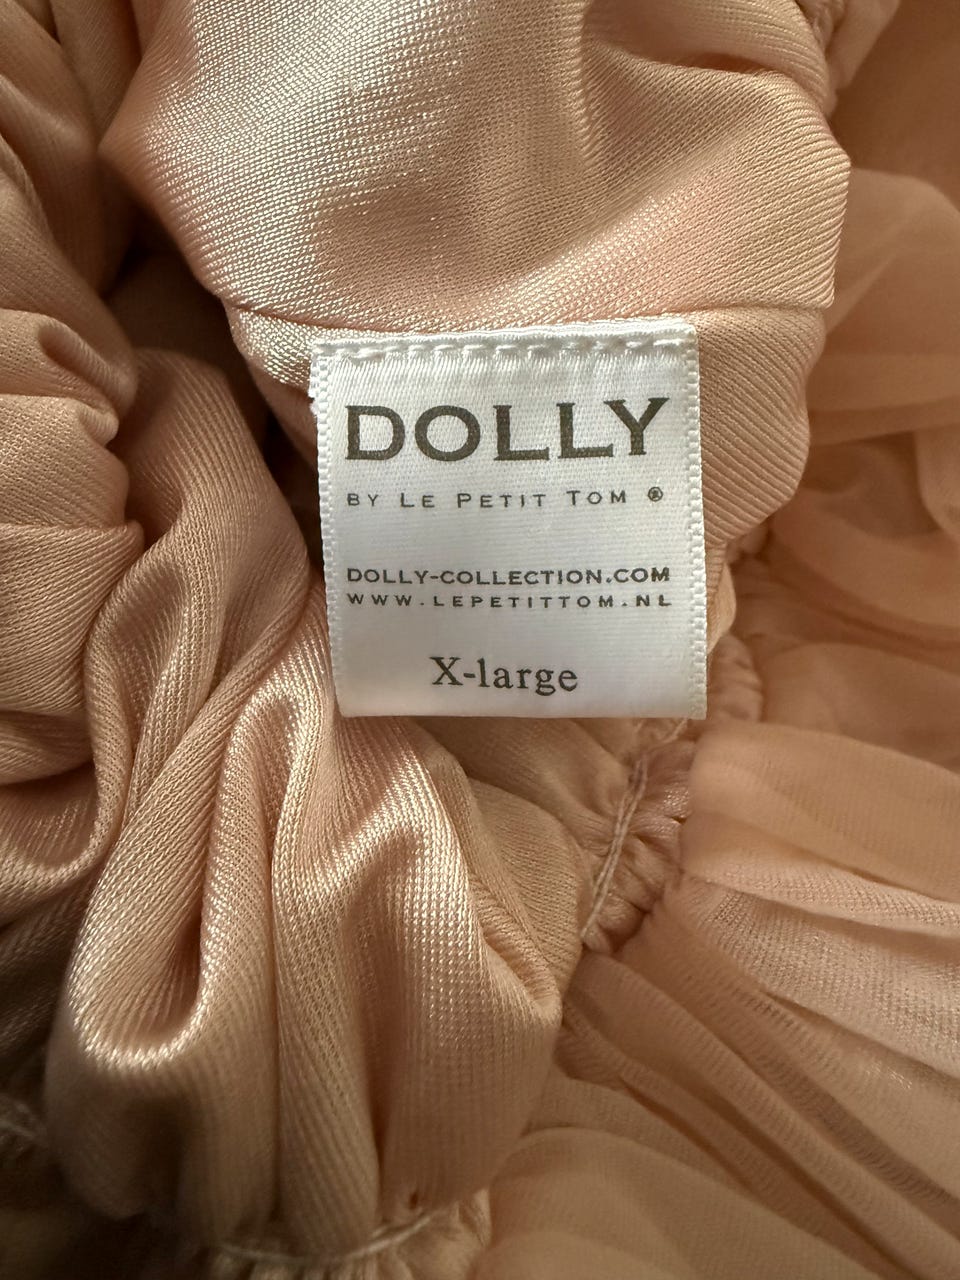 DOLLY
BY LE PETIT TOM ®
DOLLY-COLLECTION.COM
WWW.LEPETITTOM.NL
X-large